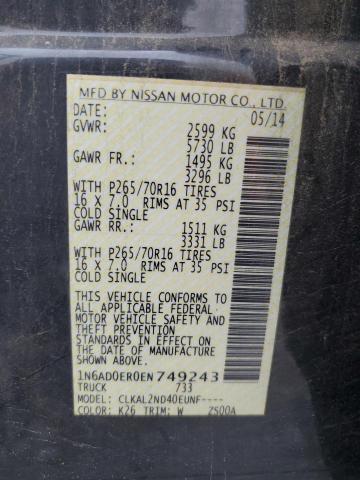 MFD BY NISSAN MOTOR CO., LTD.
DATE: 05/14
GVWR: 2599 KG
5730 LB
GAWR FR.: 1495 KG
3296 LB
WITH P265/70R16 TIRES
16 X 7.0 RIMS AT 35 PSI
COLD SINGLE
GAWR RR.: 1511 KG
3331 LB
WITH P265/70R16 TIRES
16 X 7.0 RIMS AT 35 PSI
COLD SINGLE
THIS VEHICLE CONFORMS TO
ALL APPLICABLE FEDERAL
MOTOR VEHICLE SAFETY AND
THEFT PREVENTION
STANDARDS IN EFFECT ON
THE DATE OF MANUFACTURE
SHOWN ABOVE.
1N6AD0ER0EN749243
TRUCK 733
MODEL: CLKAL2ND40EUNF----
COLOR: K26 TRIM: W Z500A